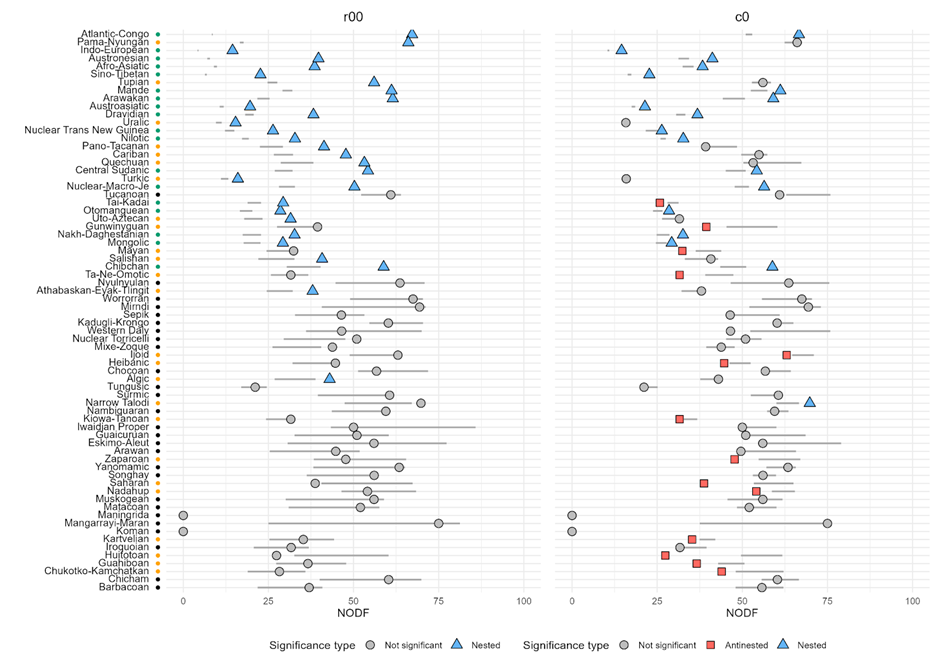 r00 c0
Atlantic-Congo
Pama-Nyungan
Indo-European
Austronesian
Afro-Asiatic
Sino-Tibetan
Tupian
Mande
Arawakan
Austroasiatic
Dravidian
Uralic
Nuclear Trans New Guinea
Nilotic
Pano-Tacanan
Cariban
Quechuan
Central Sudanic
Turkic
Nuclear-Macro-Je
Tucanoan
Tai-Kadai
Otomanguean
Uto-Aztecan
Gunwinyguan
Nakh-Daghestanian
Mongolic
Mayan
Salishan
Chibchan
Ta-Ne-Omotic
Nyulnyulan
Athabaskan-Eyak-Tlingit
Worrorran
Mirndi
Sepik
Kadugli-Krongo
Western Daly
Nuclear Torricelli
Mixe-Zoque
Ijoid
Heibanic
Chocoan
Algic
Tungusic
Surmic
Narrow Talodi
Nambiquaran
Kiowa-Tanoan
Iwaidjan Proper
Guaicuruan
Eskimo-Aleut
Arawan
Zaparoan
Yanomamic
Songhay
Saharan
Nadahup
Muskogean
Matacoan
Maningrida
Mangarrayi-Maran
Koman
Kartvelian
Iroquoian
Huitotoan
Guahiboan
Chukotko-Kamchatkan
Chicham
Barbacoan
0 25 50 75 100 0 25 50 75 100
NODF NODF
Significance type Not significant Nested Significance type Not significant Antinested Nested